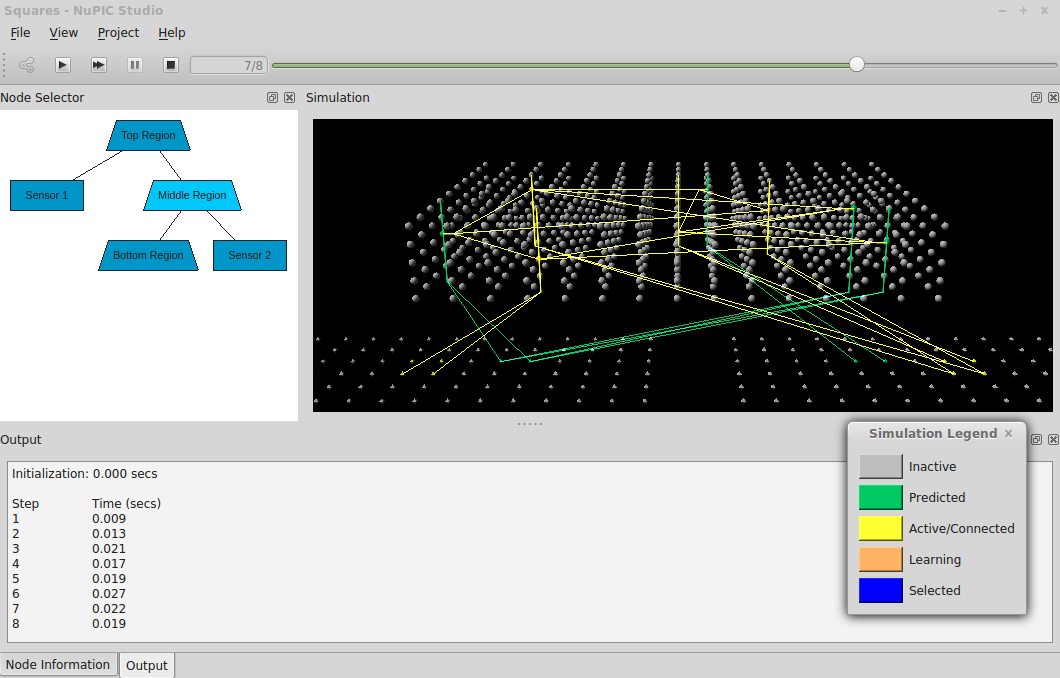 Squares - NuPIC Studio
File View Project Help
7/8
Node Selector
Simulation
Top Region
Sensor 1
Middle Region
Bottom Region
Sensor 2
Output
Initialization: 0.000 secs
Step Time (secs)
1 0.009
2 0.013
3 0.021
4 0.017
5 0.019
6 0.027
7 0.022
8 0.019
Simulation Legend
Inactive
Predicted
Active/Connected
Learning
Selected
Node Information Output